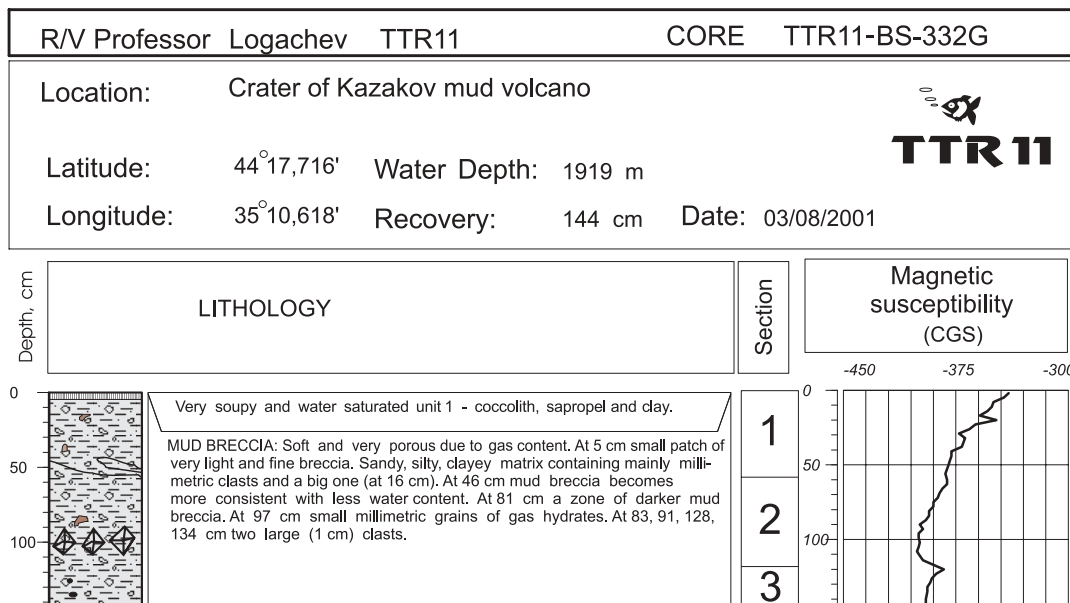 R/V Professor Logachev TTR11 CORE TTR11-BS-332G
Location: Crater of Kazakov mud volcano
TTR 11
Latitude: 44°17,716' Water Depth: 1919 m
Longitude: 35°10,618' Recovery: 144 cm Date: 03/08/2001
Depth, cm
LITHOLOGY
Section
Magnetic
susceptibility
(CGS)
-450 -375 -300
0
50
100
Very soupy and water saturated unit 1 - coccolith, sapropel and clay.
MUD BRECCIA: Soft and very porous due to gas content. At 5 cm small patch of
very light and fine breccia. Sandy, silty, clayey matrix containing mainly milli-
metric clasts and a big one (at 16 cm). At 46 cm mud breccia becomes
more consistent with less water content. At 81 cm a zone of darker mud
breccia. At 97 cm small millimetric grains of gas hydrates. At 83, 91, 128,
134 cm two large (1 cm) clasts.
1
2
3
0
50
100